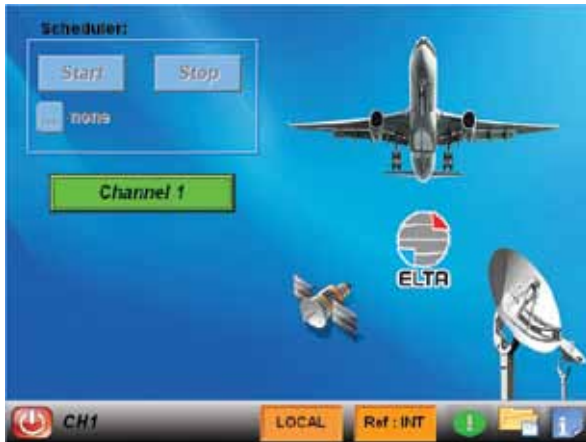 Scheduler:
Start Stop
... none
Channel 1
ELTA
CH1 LOCAL Ref : INT ! i